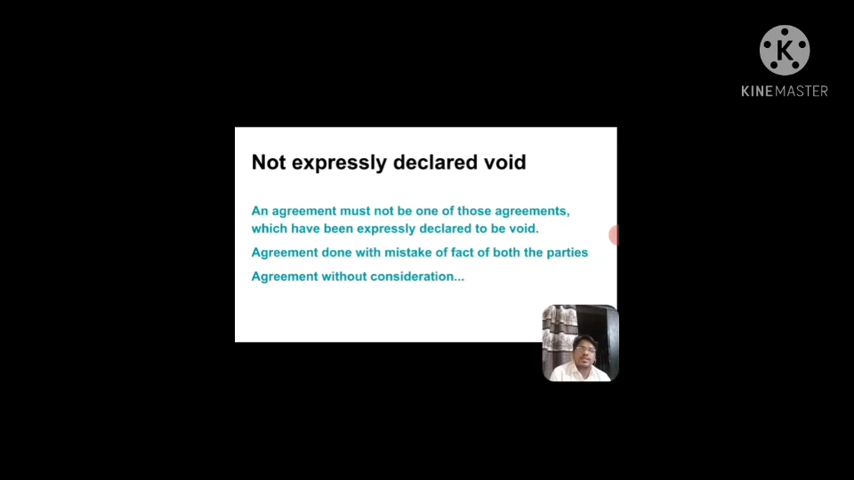 KINEMASTER
Not expressly declared void
An agreement must not be one of those agreements,
which have been expressly declared to be void.
Agreement done with mistake of fact of both the parties
Agreement without consideration...